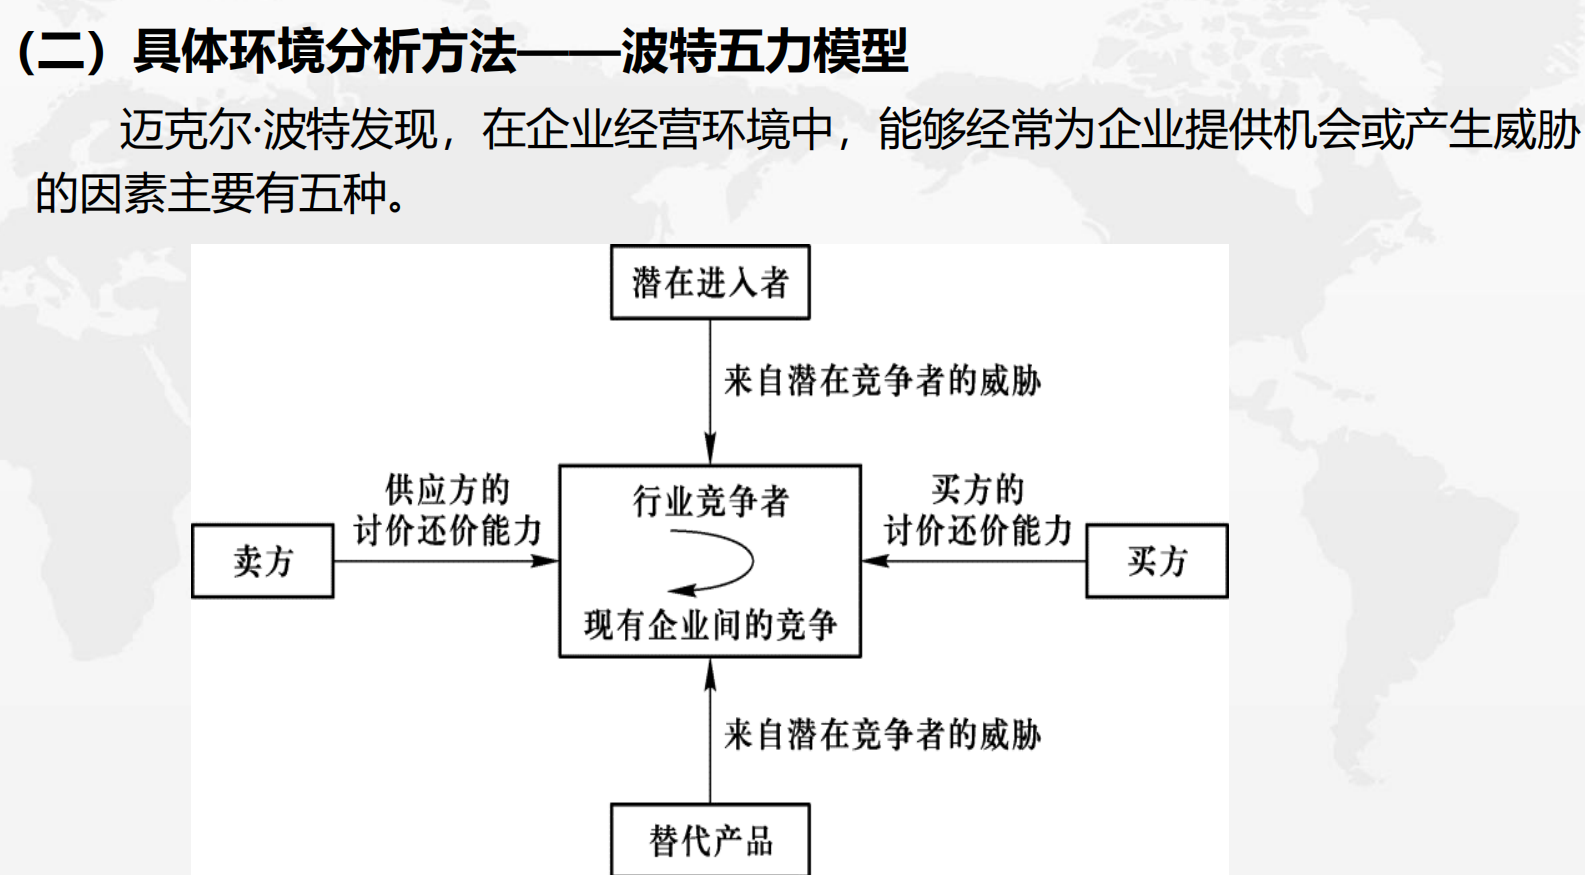 （二）具体环境分析方法——波特五力模型
迈克尔·波特发现，在企业经营环境中，能够经常为企业提供机会或产生威胁
的因素主要有五种。
潜在进入者
来自潜在竞争者的威胁
供应方的
讨价还价能力
卖方
行业竞争者
现有企业间的竞争
买方的
讨价还价能力
买方
来自潜在竞争者的威胁
替代产品